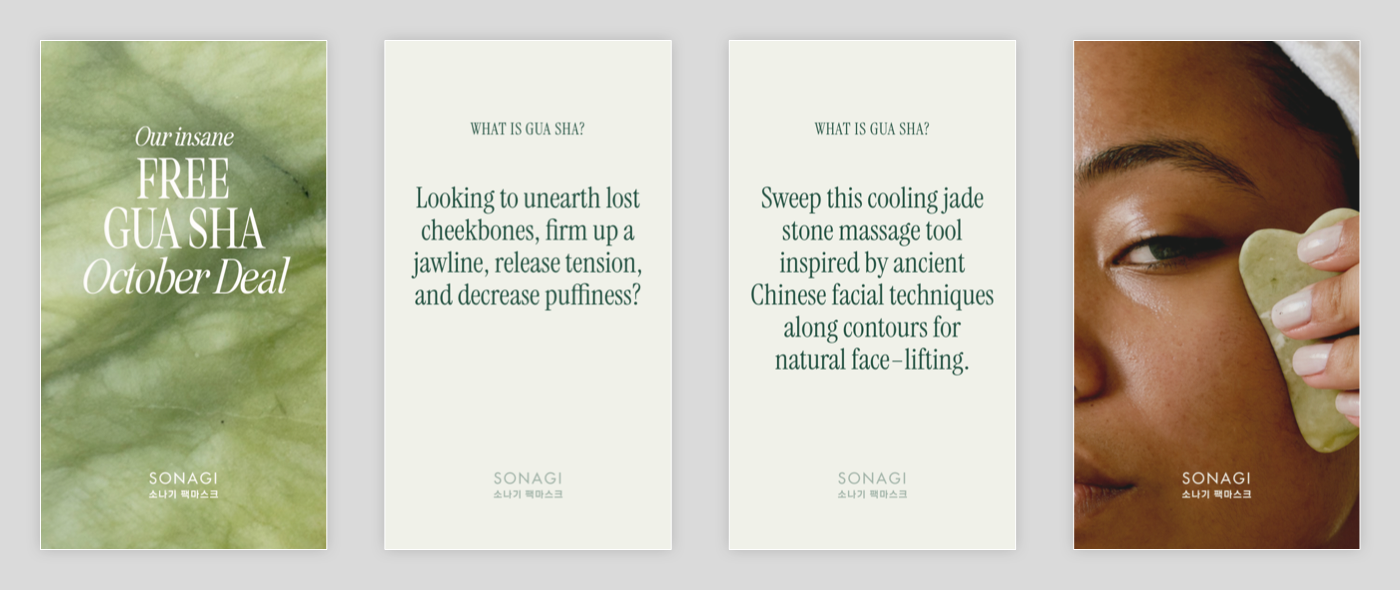 Our insane
FREE
GUA SHA
October Deal
SONAGI
소나기 팩마스크
WHAT IS GUA SHA?
Looking to unearth lost
cheekbones, firm up a
jawline, release tension,
and decrease puffiness?
SONAGI
소나기 팩마스크
WHAT IS GUA SHA?
Sweep this cooling jade
stone massage tool
inspired by ancient
Chinese facial techniques
along contours for
natural face–lifting.
SONAGI
소나기 팩마스크
SONAGI
소나기 팩마스크